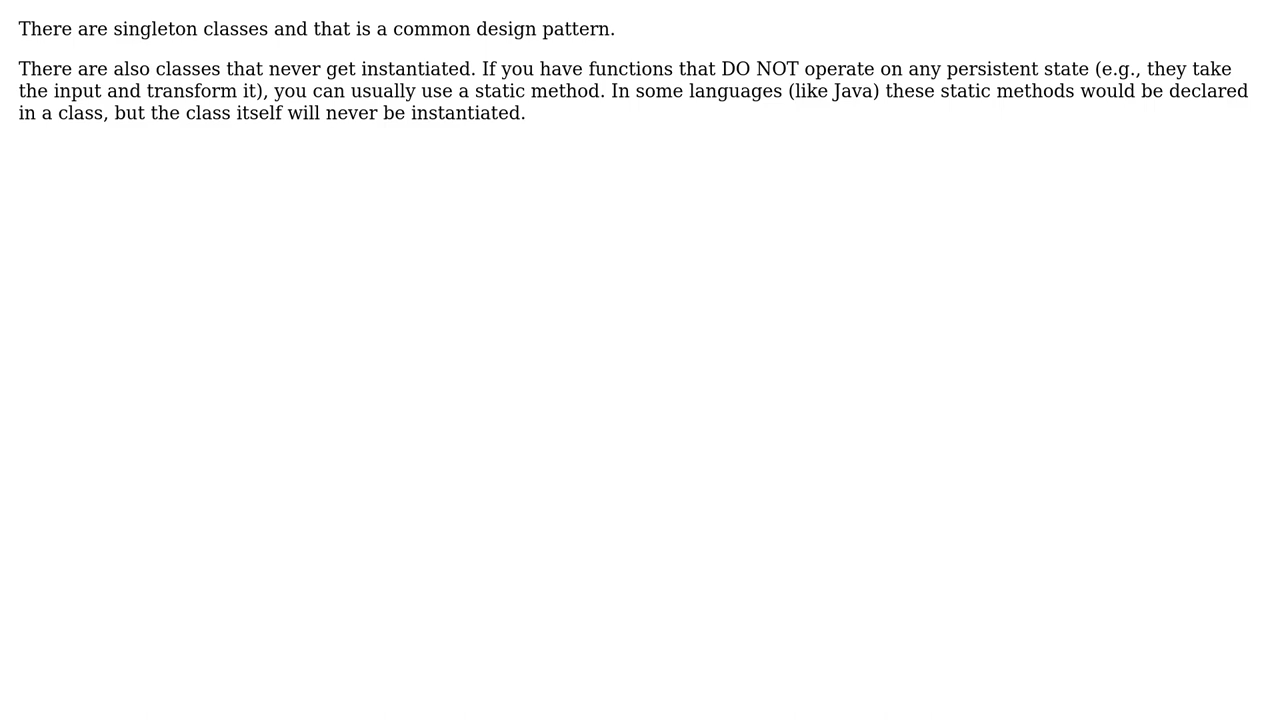 There are singleton classes and that is a common design pattern.
There are also classes that never get instantiated. If you have functions that DO NOT operate on any persistent state (e.g., they take
the input and transform it), you can usually use a static method. In some languages (like Java) these static methods would be declared
in a class, but the class itself will never be instantiated.